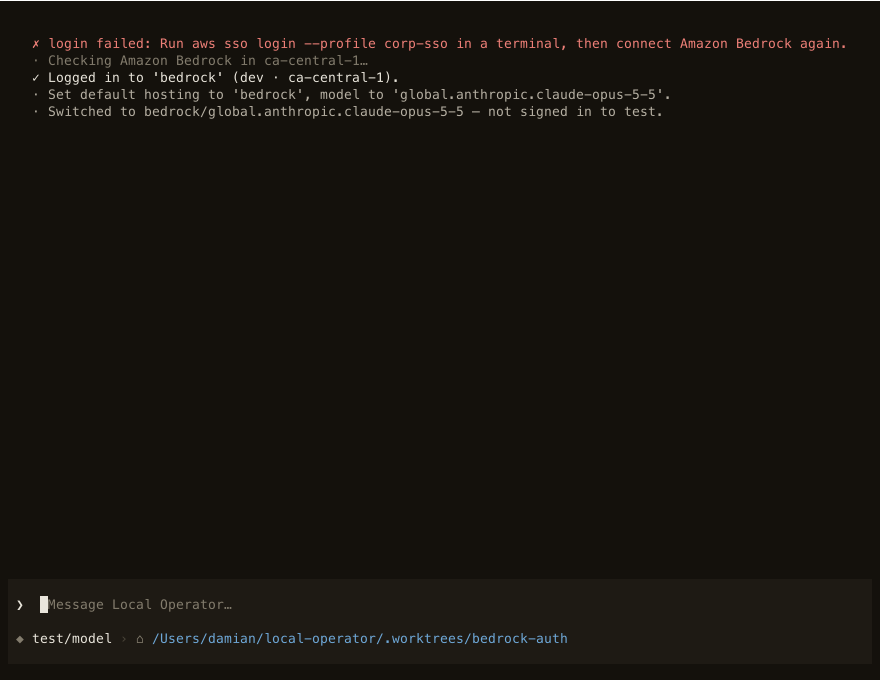 ✗ login failed: Run aws sso login --profile corp-sso in a terminal, then connect Amazon Bedrock again.
· Checking Amazon Bedrock in ca-central-1…
✓ Logged in to 'bedrock' (dev · ca-central-1).
· Set default hosting to 'bedrock', model to 'global.anthropic.claude-opus-5-5'.
· Switched to bedrock/global.anthropic.claude-opus-5-5 — not signed in to test.
❯ Message Local Operator…
◆ test/model › ⌂ /Users/damian/local-operator/.worktrees/bedrock-auth